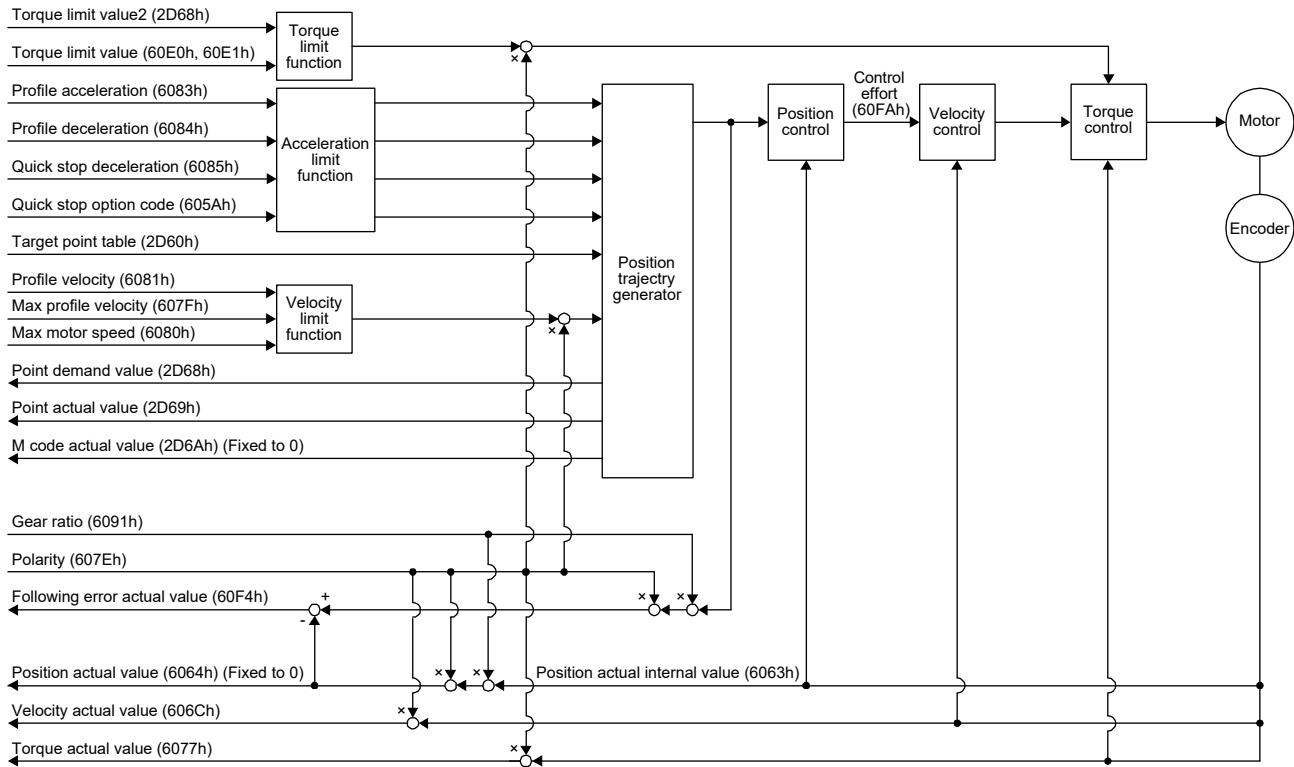 Torque limit value2 (2D68h)
Torque limit value (60E0h, 60E1h)
Torque
limit
function
×
Profile acceleration (6083h)
Profile deceleration (6084h)
Quick stop deceleration (6085h)
Quick stop option code (605Ah)
Acceleration
limit
function
Target point table (2D60h)
Profile velocity (6081h)
Max profile velocity (607Fh)
Max motor speed (6080h)
Velocity
limit
function
×
Position
trajectry
generator
Position
control
Control
effort
(60FAh)
Velocity
control
Torque
control
Motor
Encoder
Point demand value (2D68h)
Point actual value (2D69h)
M code actual value (2D6Ah) (Fixed to 0)
Gear ratio (6091h)
Polarity (607Eh)
Following error actual value (60F4h)
+
-
×
×
Position actual value (6064h) (Fixed to 0)
×
×
Position actual internal value (6063h)
Velocity actual value (606Ch)
×
Torque actual value (6077h)
×